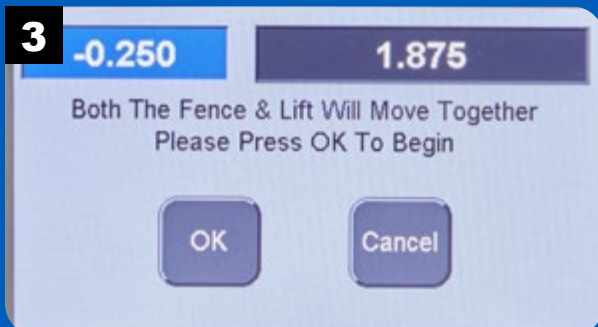 3
-0.250 1.875
Both The Fence & Lift Will Move Together
Please Press OK To Begin
OK Cancel